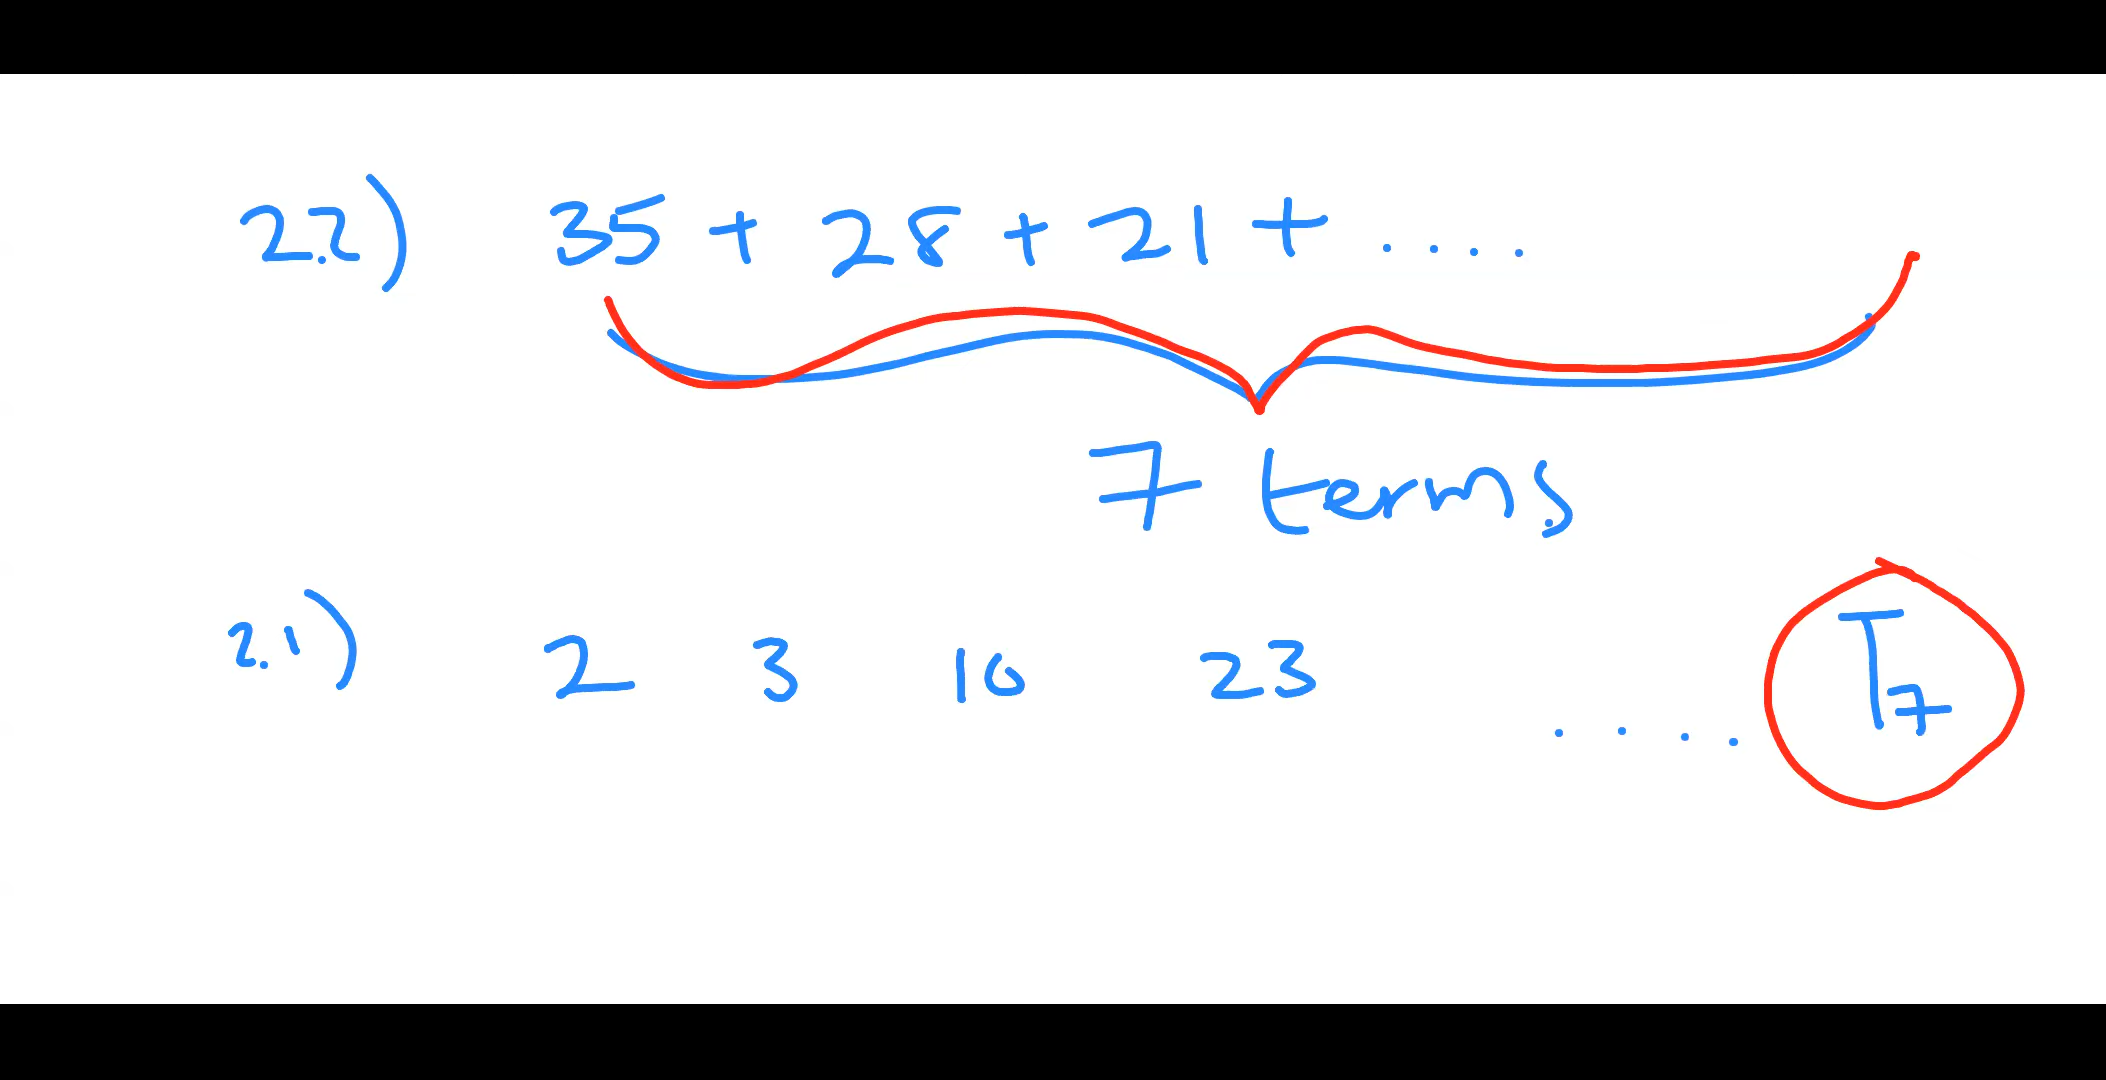 2.2) 35 + 28 + 21 + ....
7 terms
2.1) 2 3 10 23 .... T7